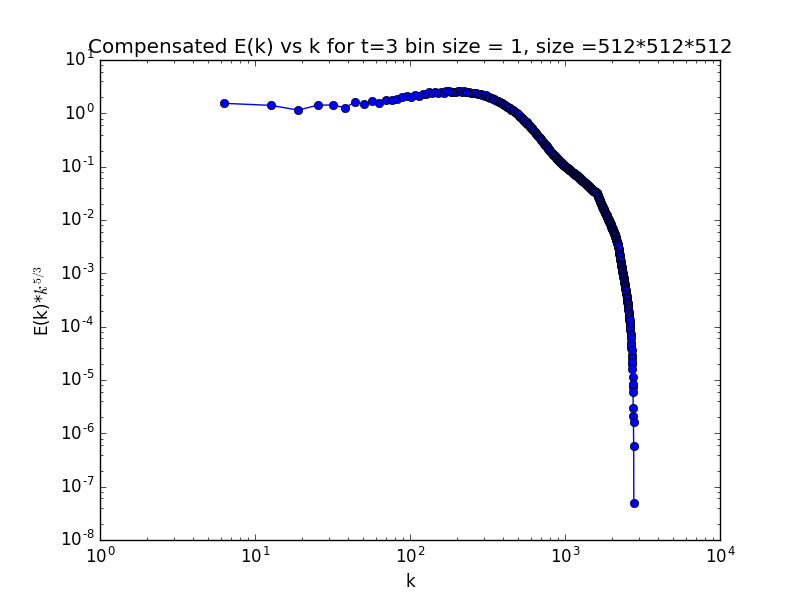 Compensated E(k) vs k for t=3 bin size = 1, size =512*512*512
10^1
10^0
10^-1
10^-2
10^-3
10^-4
10^-5
10^-6
10^-7
10^-8
E(k)*k^5/3
10^0 10^1 10^2 10^3 10^4
k